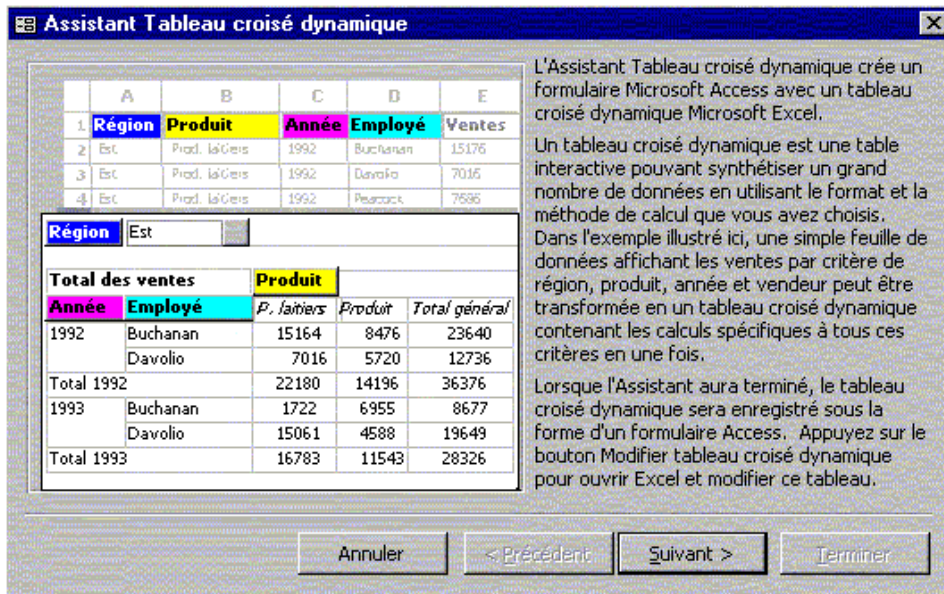 Assistant Tableau croisé dynamique
A B C D E
1 Région Produit Année Employé Ventes
2 Est Prod. laitiers 1992 Buchanan 15176
3 Est Prod. laitiers 1992 Davolio 7016
4 Est Prod. laitiers 1992 Peacock
Région Est
Total des ventes Produit
Année Employé P. laitiers Produit Total général
1992 Buchanan 15164 8476 23640
Davolio 7016 5720 12736
Total 1992 22180 14196 36376
1993 Buchanan 1722 6955 8677
Davolio 15061 4588 19649
Total 1993 16783 11543 28326
L'Assistant Tableau croisé dynamique crée un
formulaire Microsoft Access avec un tableau
croisé dynamique Microsoft Excel.
Un tableau croisé dynamique est une table
interactive pouvant synthétiser un grand
nombre de données en utilisant le format et la
méthode de calcul que vous avez choisis.
Dans l'exemple illustré ici, une simple feuille de
données affichant les ventes par critère de
région, produit, année et vendeur peut être
transformée en un tableau croisé dynamique
contenant les calculs spécifiques à tous ces
critères en une fois.
Lorsque l'Assistant aura terminé, le tableau
croisé dynamique sera enregistré sous la
forme d'un formulaire Access. Appuyez sur le
bouton Modifier tableau croisé dynamique
pour ouvrir Excel et modifier ce tableau.
Annuler < Précédent Suivant > Terminer